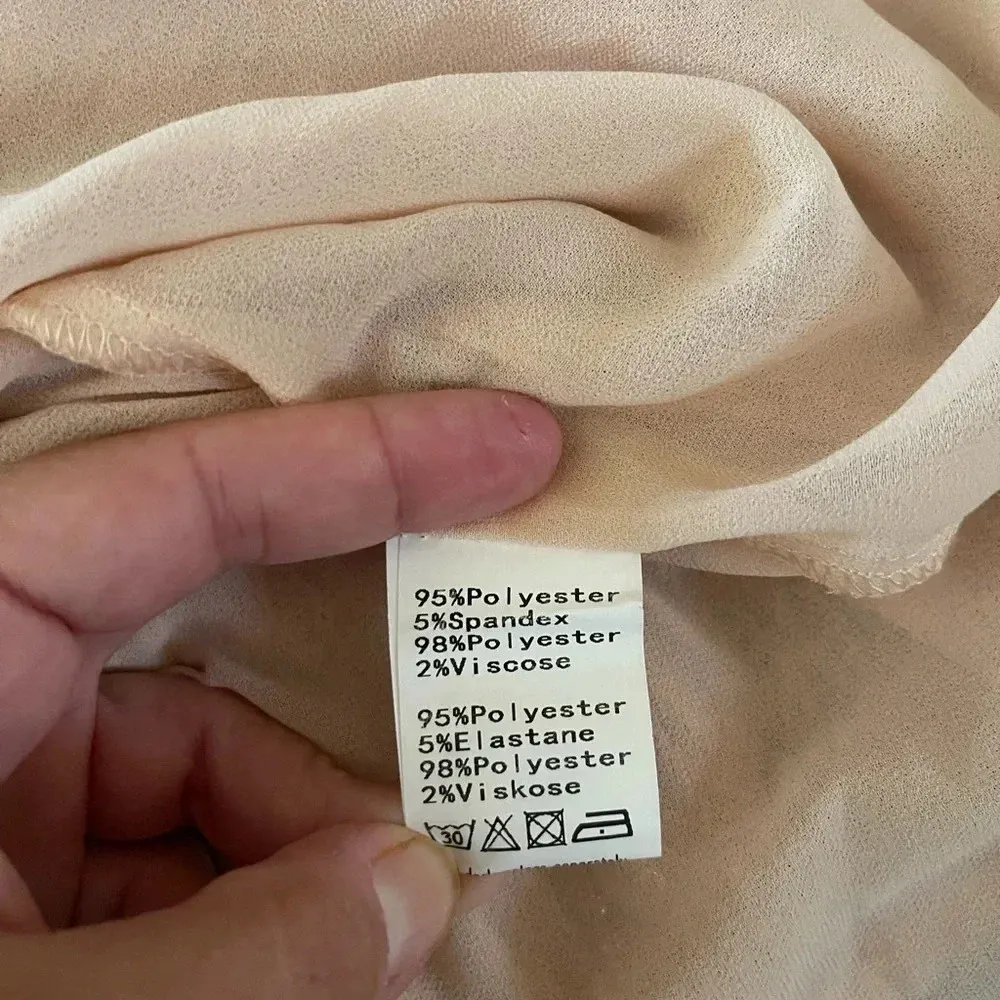 95%Polyester
5%Spandex
98%Polyester
2%Viscose
95%Polyester
5%Elastane
98%Polyester
2%Viskose
30